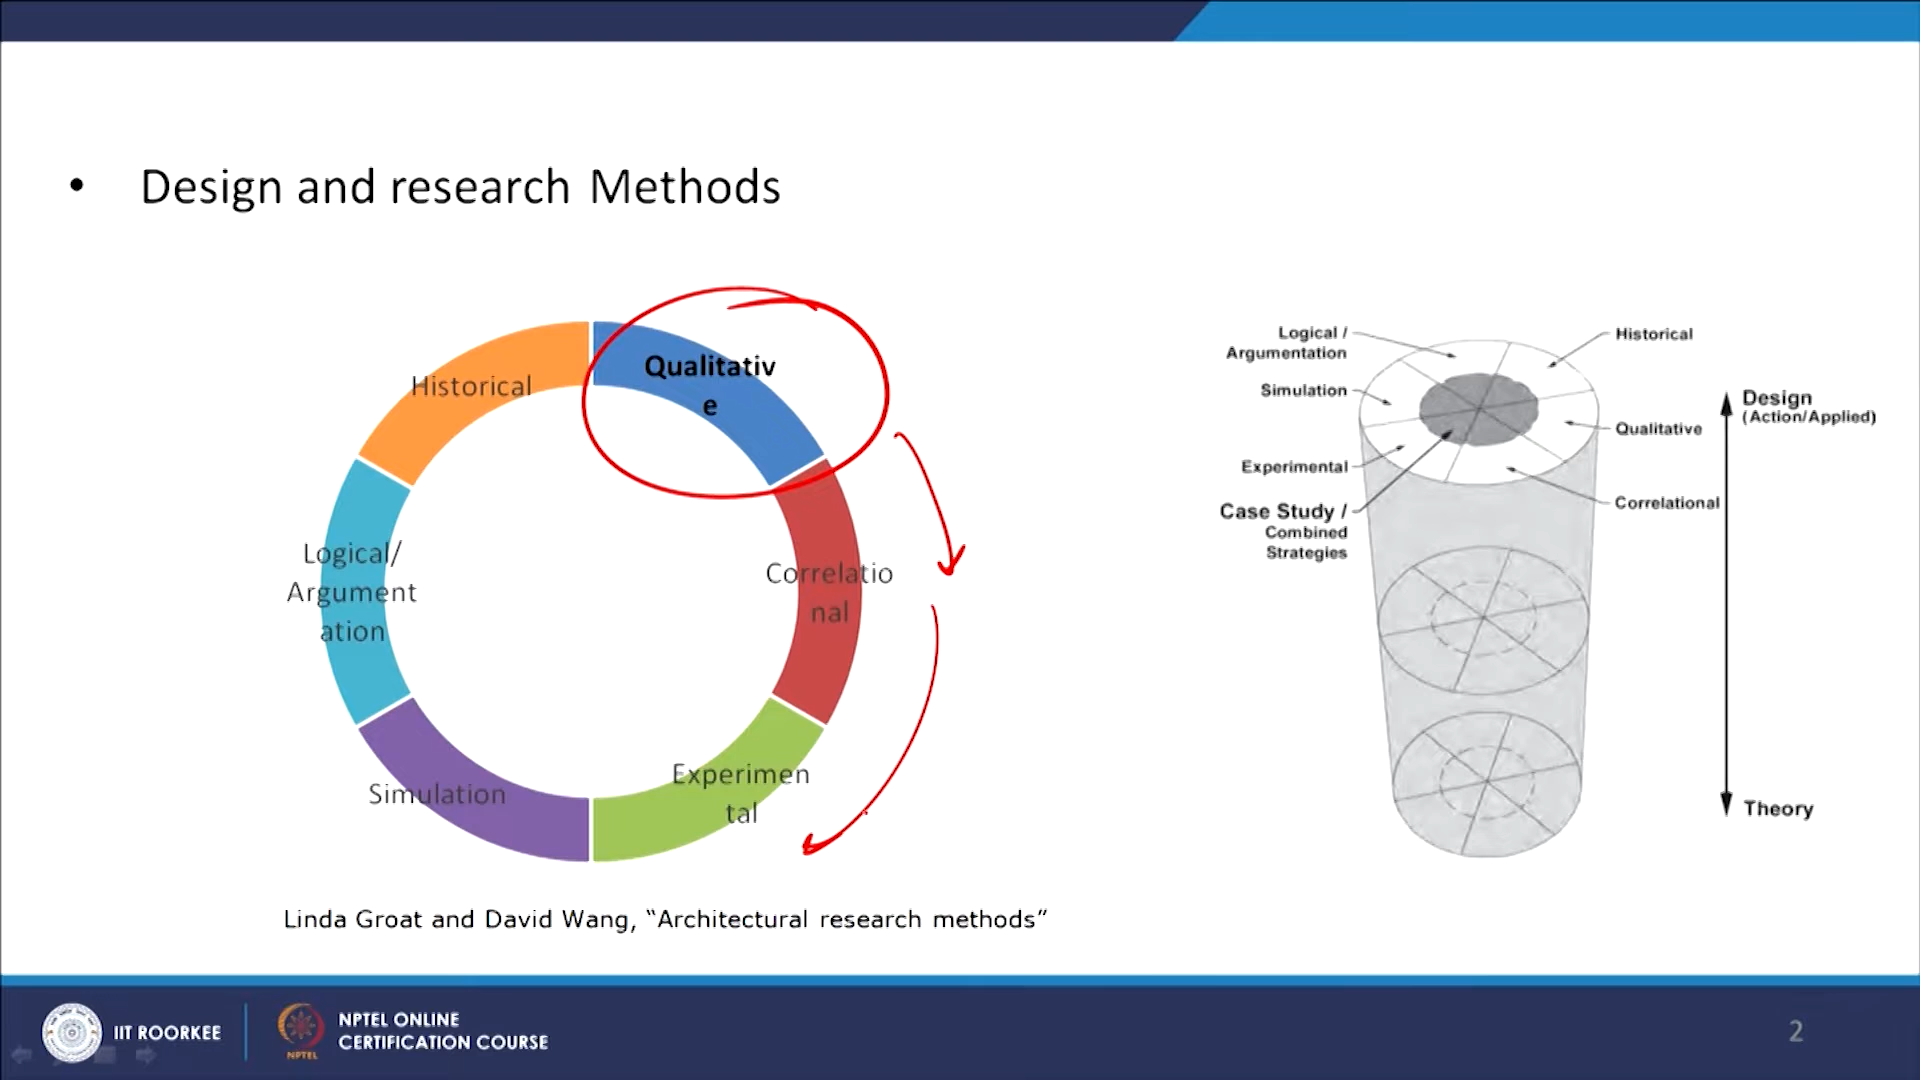 • Design and research Methods
Historical
Qualitativ
e
Logical/
Argument
ation
Correlatio
nal
Simulation
Experimen
tal
Linda Groat and David Wang, “Architectural research methods”
Logical /
Argumentation
Simulation
Experimental
Case Study /
Combined
Strategies
Historical
Qualitative
Correlational
Design
(Action/Applied)
Theory
IIT ROORKEE
NPTEL
NPTEL ONLINE
CERTIFICATION COURSE
2